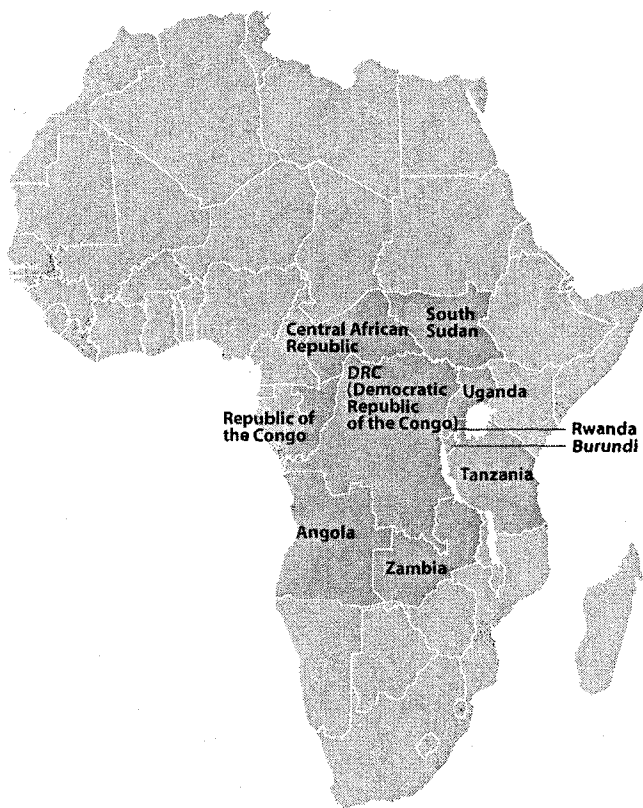 South
Sudan
Central African
Republic
DRC
(Democratic
Republic
of the Congo)
Uganda
Republic of
the Congo
Rwanda
Burundi
Tanzania
Angola
Zambia